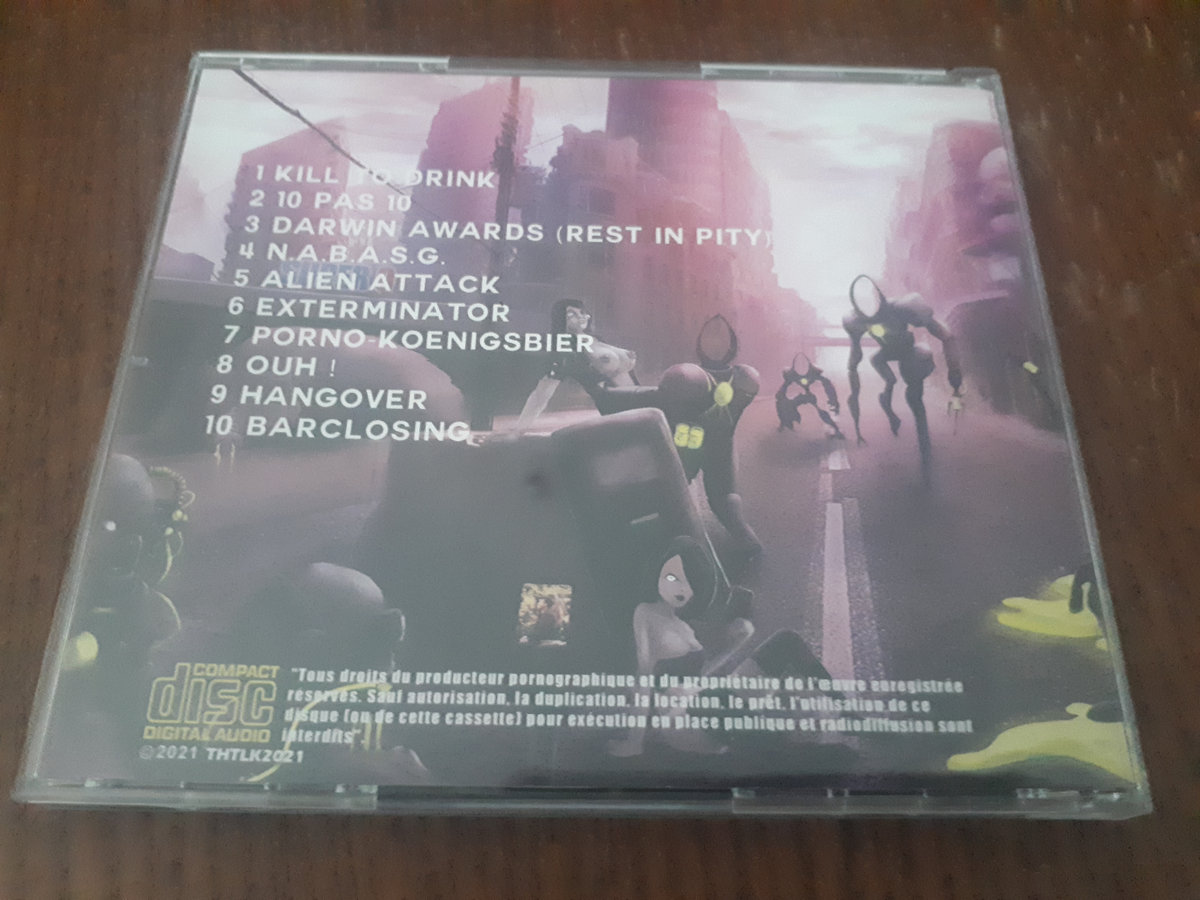 1 KILL TO DRINK
2 10 PAS 10
3 DARWIN AWARDS (REST IN PITY)
4 N.A.B.A.S.G.
5 ALIEN ATTACK
6 EXTERMINATOR
7 PORNO-KOENIGSBIER
8 OUH !
9 HANGOVER
10 BARCLOSING
COMPACT
disc
DIGITAL AUDIO
"Tous droits du producteur pornographique et du propriétaire de l'œuvre enregistrée
réservés. Sauf autorisation, la duplication, la location, le prêt, l'utilisation de ce
disque (ou de cette cassette) pour exécution en place publique et radiodiffusion sont
interdits".
©2021 THTLK2021